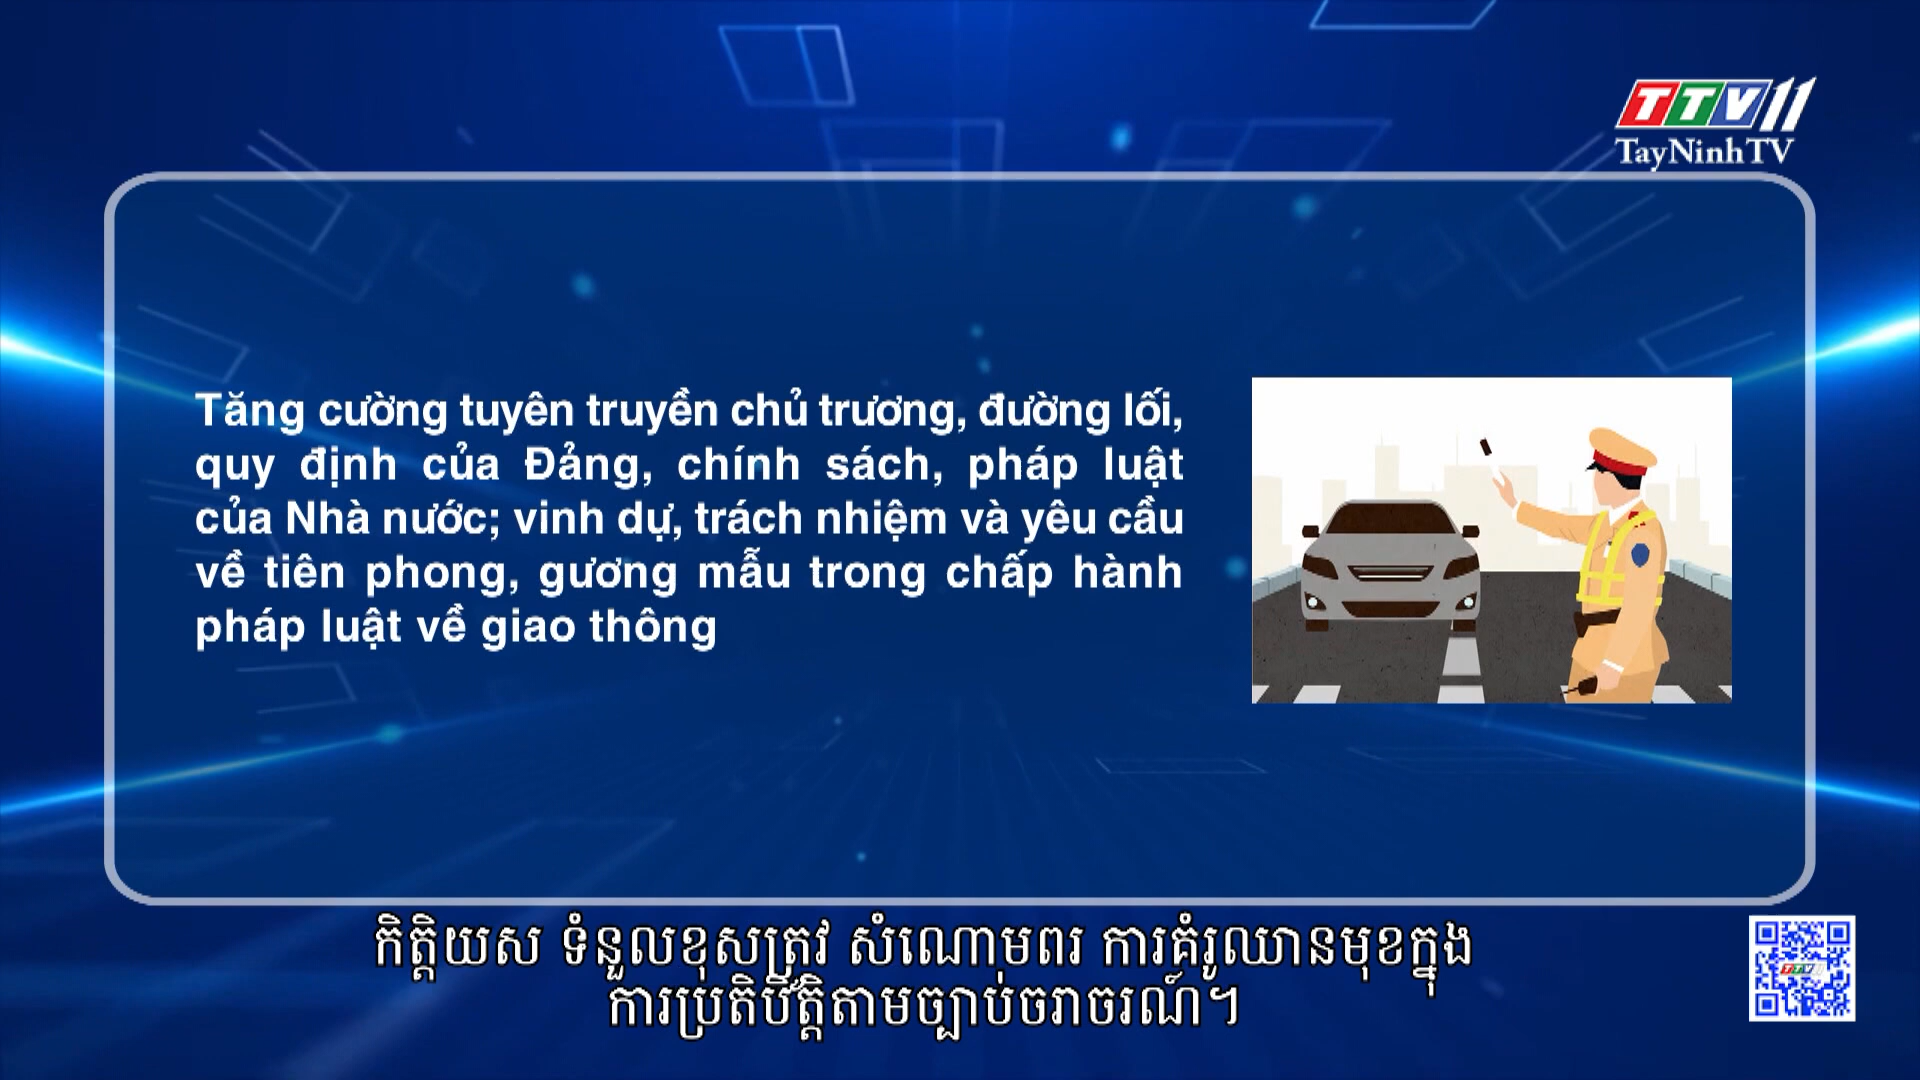 TTV11
TayNinhTV
Tăng cường tuyên truyền chủ trương, đường lối,
quy định của Đảng, chính sách, pháp luật
của Nhà nước; vinh dự, trách nhiệm và yêu cầu
về tiên phong, gương mẫu trong chấp hành
pháp luật về giao thông
កិត្តិយស ទំនួលខុសត្រូវ សំណោមពរ ការគំរូឈានមុខក្នុង
ការប្រតិបត្តិតាមច្បាប់ចរាចរណ៍។
TTV11